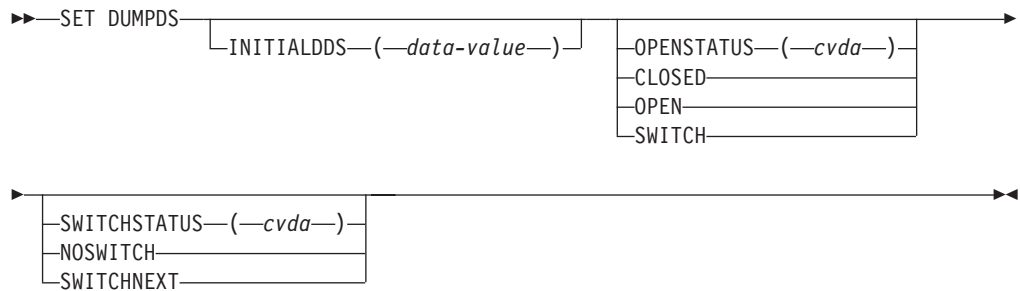 SET DUMPDS
INITIALDDS ( data-value )
OPENSTATUS ( cvda )
CLOSED
OPEN
SWITCH
SWITCHSTATUS ( cvda )
NOSWITCH
SWITCHNEXT